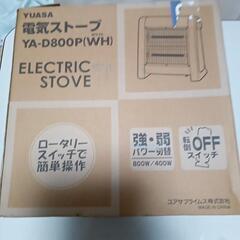 YUASA
電気ストーブ
YA-D800P(WH)
ELECTRIC
STOVE
ロータリー
スイッチで
簡単操作
強・弱
パワー切替
800W/400W
転倒
OFF
スイッチ
ユアサプライムス株式会社
MADE IN CHINA